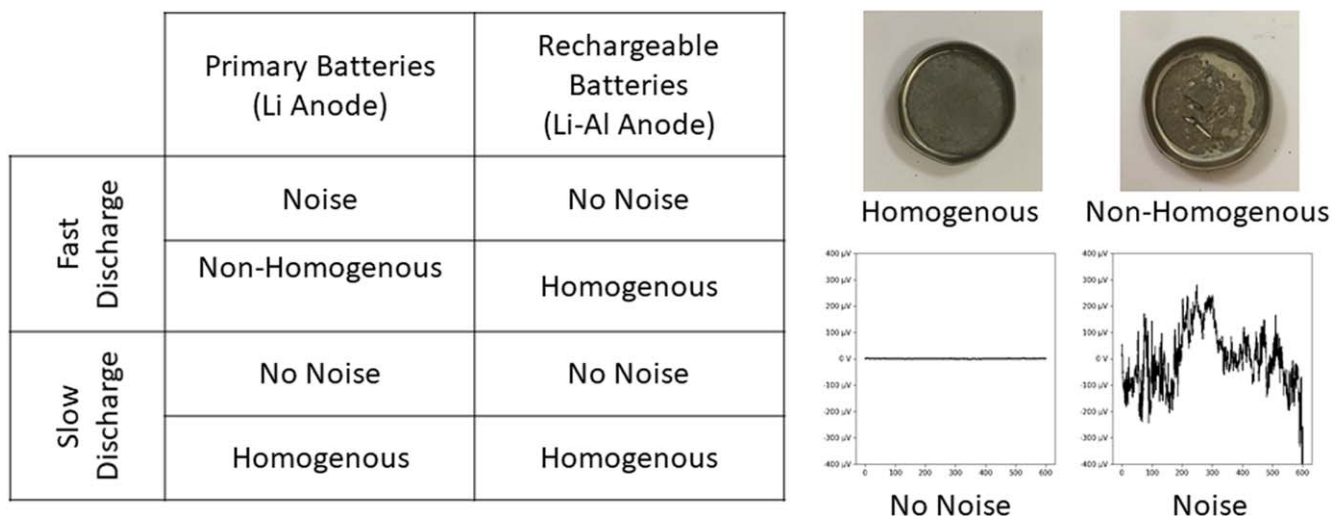 Primary Batteries
(Li Anode)
Rechargeable
Batteries
(Li-Al Anode)
Fast
Discharge
Noise
No Noise
Non-Homogenous
Homogenous
Slow
Discharge
No Noise
No Noise
Homogenous
Homogenous
Homogenous
Non-Homogenous
400 µV
300 µV
200 µV
100 µV
0 V
-100 µV
-200 µV
-300 µV
-400 µV
0 100 200 300 400 500 600
No Noise
400 µV
300 µV
200 µV
100 µV
0 V
-100 µV
-200 µV
-300 µV
-400 µV
0 100 200 300 400 500 600
Noise